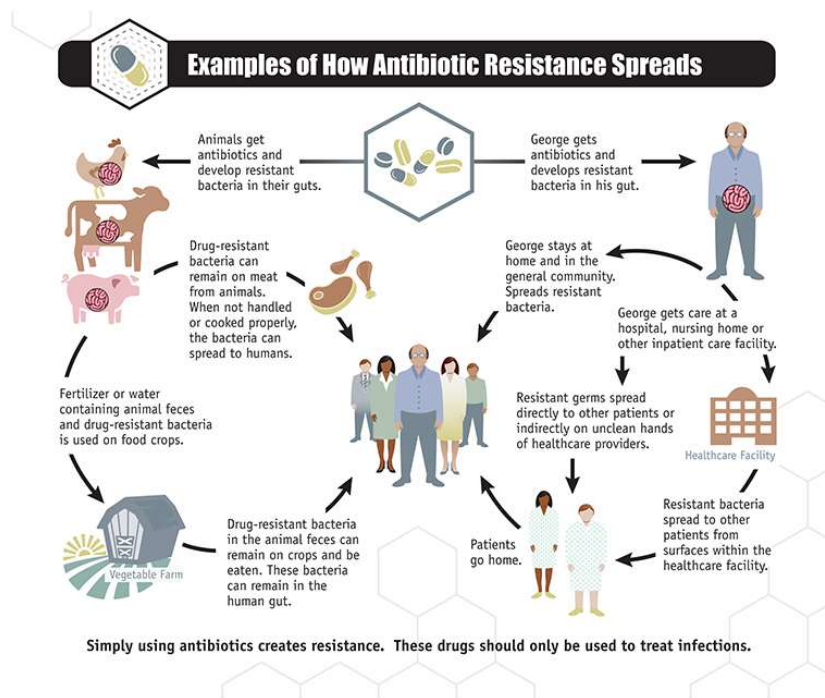 Examples of How Antibiotic Resistance Spreads
Animals get
antibiotics and
develop resistant
bacteria in their guts.
George gets
antibiotics and
develops resistant
bacteria in his gut.
Drug-resistant
bacteria can
remain on meat
from animals.
When not handled
or cooked properly,
the bacteria can
spread to humans.
George stays at
home and in the
general community.
Spreads resistant
bacteria.
George gets care at a
hospital, nursing home or
other inpatient care facility.
Fertilizer or water
containing animal feces
and drug-resistant bacteria
is used on food crops.
Resistant germs spread
directly to other patients or
indirectly on unclean hands
of healthcare providers.
Healthcare Facility
Vegetable Farm
Drug-resistant bacteria
in the animal feces can
remain on crops and be
eaten. These bacteria
can remain in the
human gut.
Patients
go home.
Resistant bacteria
spread to other
patients from
surfaces within the
healthcare facility.
Simply using antibiotics creates resistance. These drugs should only be used to treat infections.